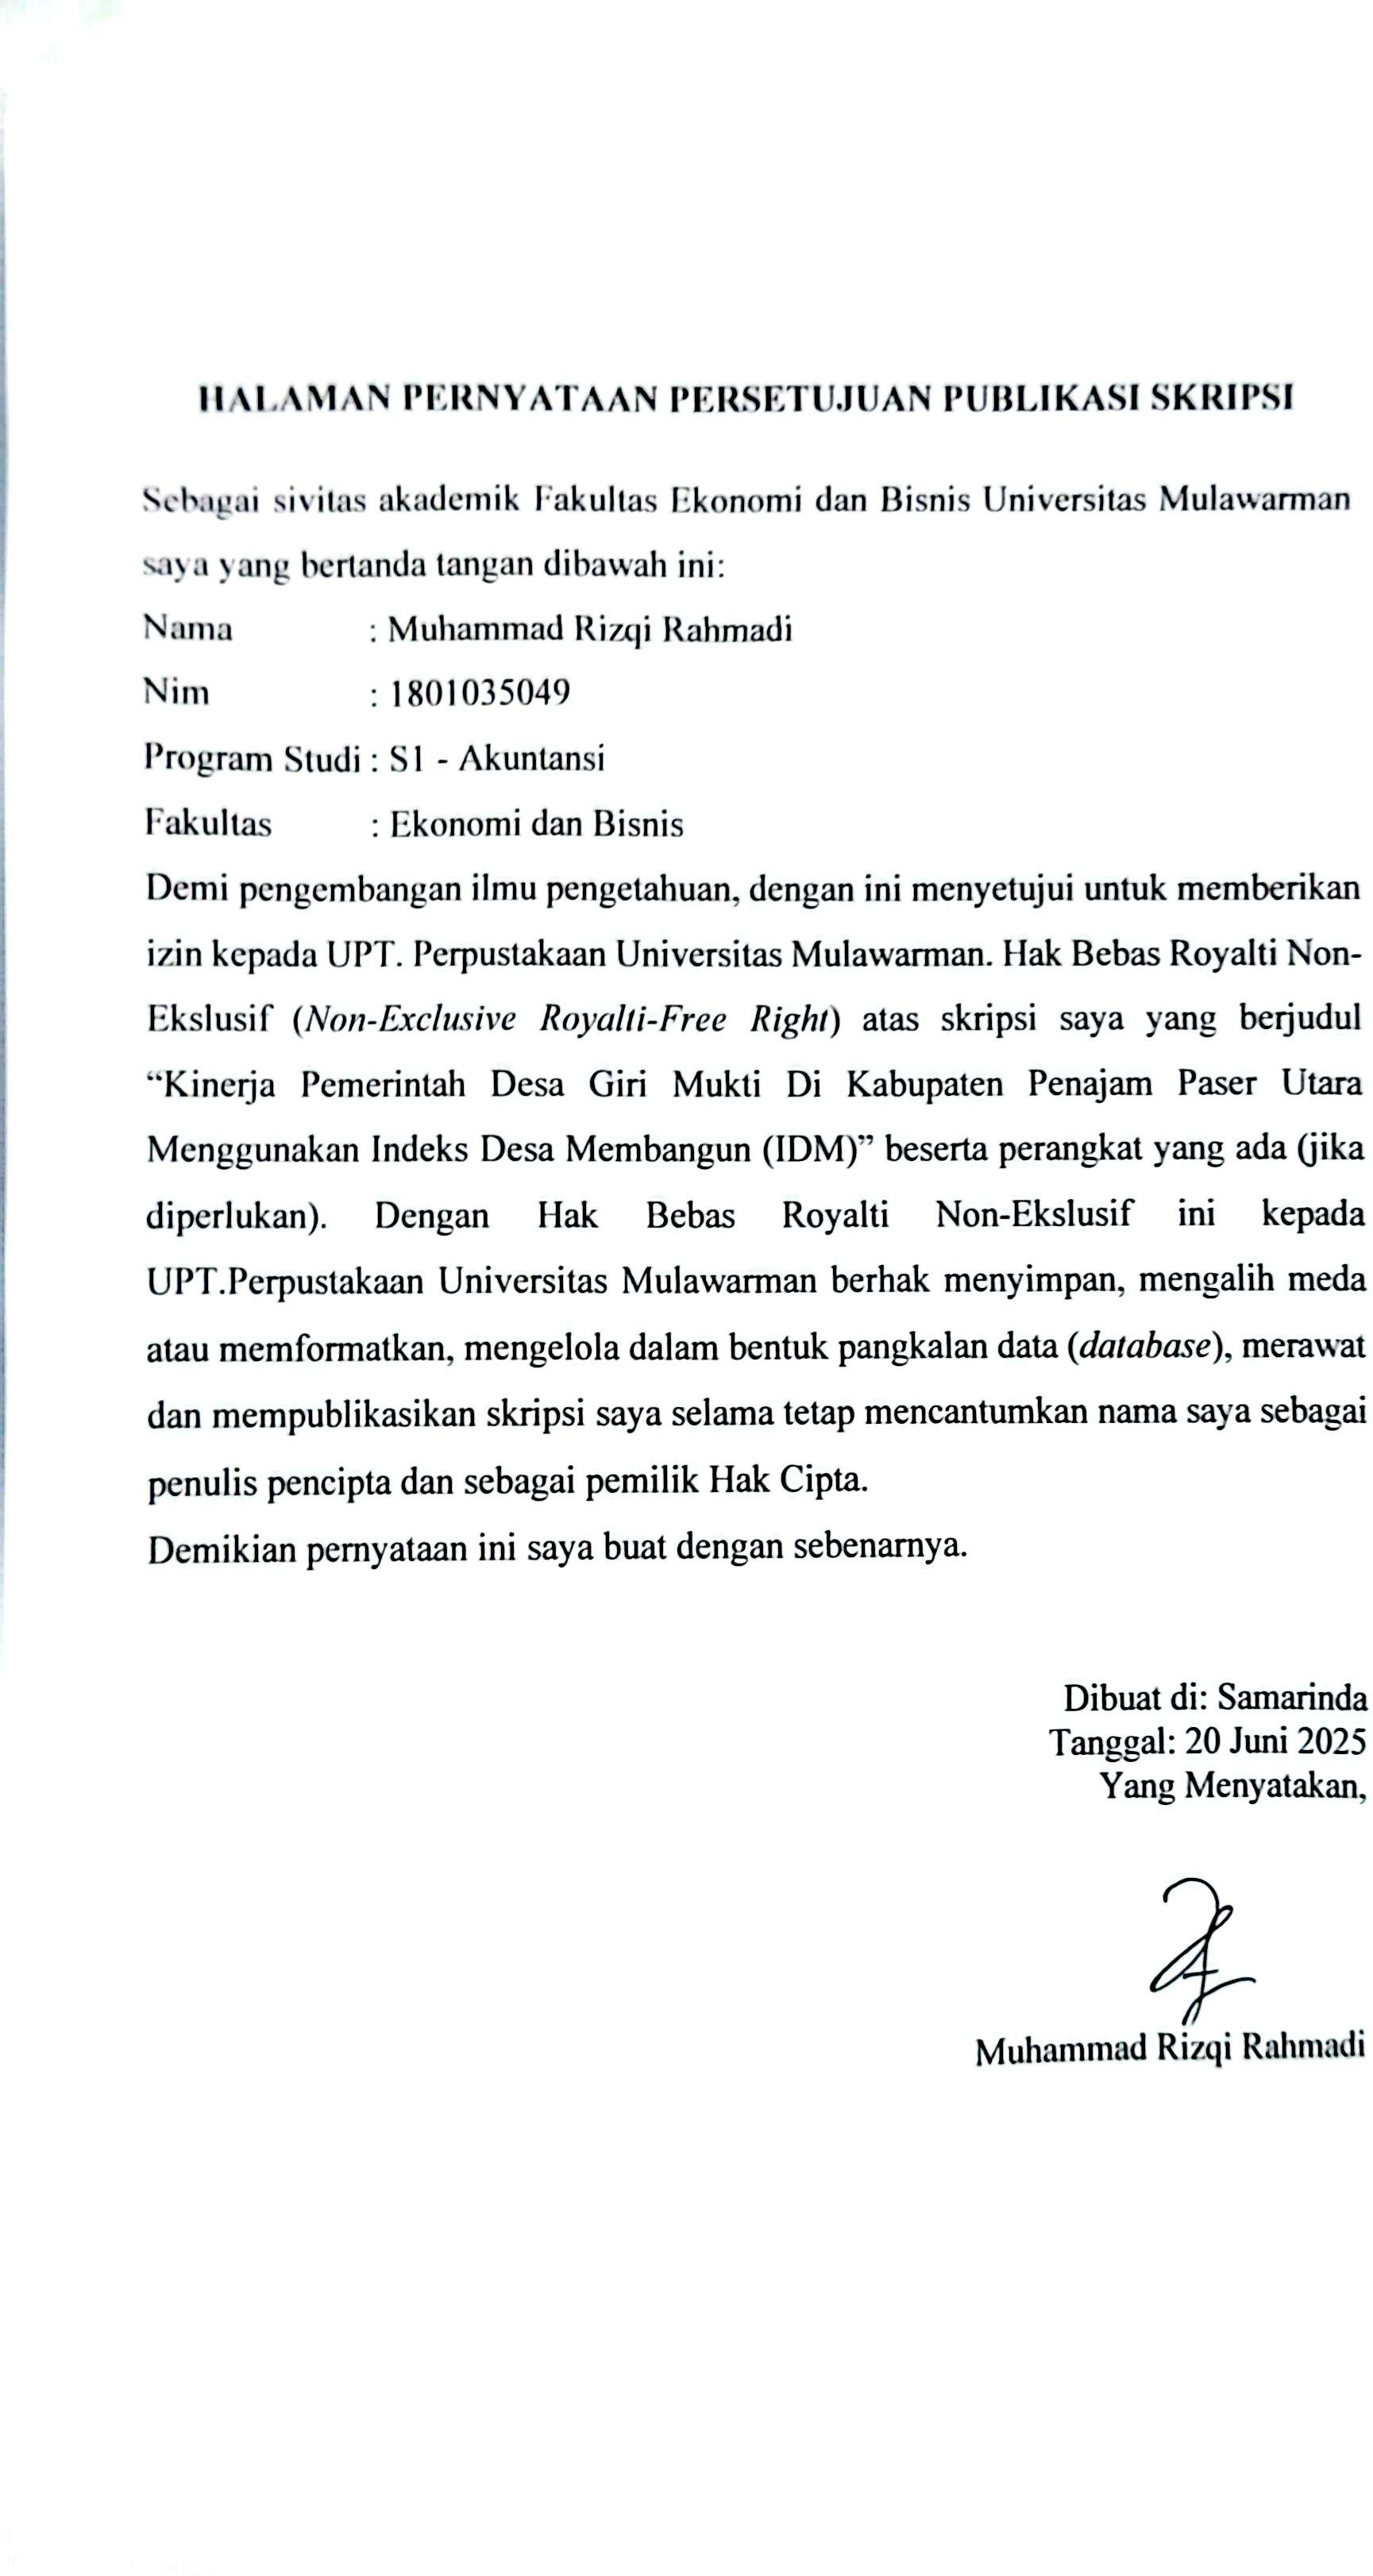 HALAMAN PERNYATAAN PERSETUJUAN PUBLIKASI SKRIPSI
Sebagai sivitas akademik Fakultas Ekonomi dan Bisnis Universitas Mulawarman
saya yang bertanda tangan dibawah ini:
Nama : Muhammad Rizqi Rahmadi
Nim : 1801035049
Program Studi : S1 - Akuntansi
Fakultas : Ekonomi dan Bisnis
Demi pengembangan ilmu pengetahuan, dengan ini menyetujui untuk memberikan
izin kepada UPT. Perpustakaan Universitas Mulawarman. Hak Bebas Royalti Non-
Ekslusif (Non-Exclusive Royalti-Free Right) atas skripsi saya yang berjudul
“Kinerja Pemerintah Desa Giri Mukti Di Kabupaten Penajam Paser Utara
Menggunakan Indeks Desa Membangun (IDM)” beserta perangkat yang ada (jika
diperlukan). Dengan Hak Bebas Royalti Non-Ekslusif ini kepada
UPT.Perpustakaan Universitas Mulawarman berhak menyimpan, mengalih meda
atau memformatkan, mengelola dalam bentuk pangkalan data (database), merawat
dan mempublikasikan skripsi saya selama tetap mencantumkan nama saya sebagai
penulis pencipta dan sebagai pemilik Hak Cipta.
Demikian pernyataan ini saya buat dengan sebenarnya.
Dibuat di: Samarinda
Tanggal: 20 Juni 2025
Yang Menyatakan,
Muhammad Rizqi Rahmadi